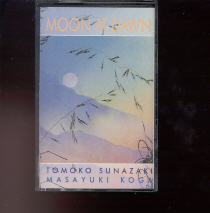 MOON AT DAWN
TOMOKO SUNAZAKI
MASAYUKI KOGA